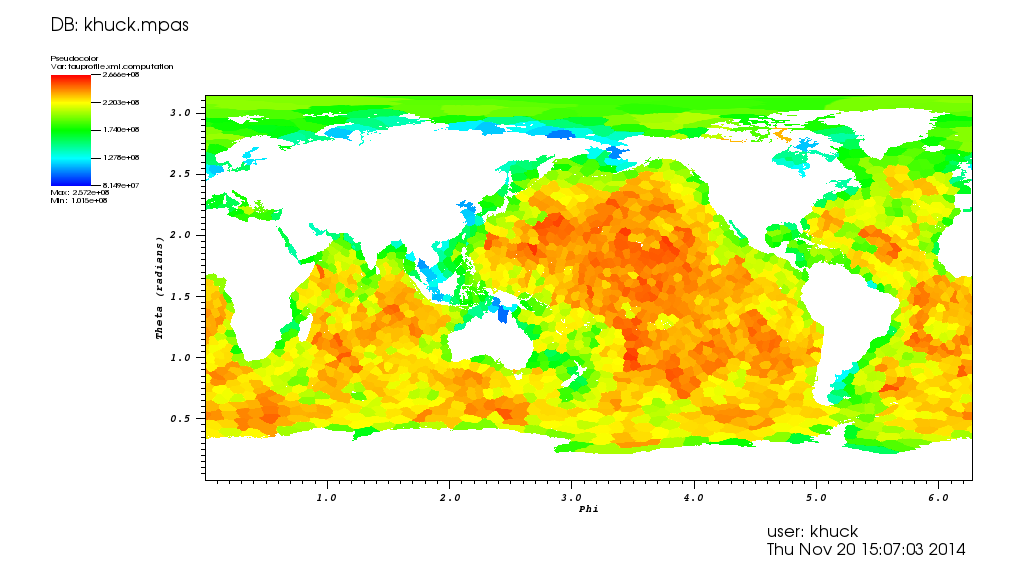 DB: khuck.mpas
Pseudocolor
Var: tauprofile.xml.computation
2.666e+08
2.203e+08
1.740e+08
1.278e+08
8.149e+07
Max: 2.572e+08
Min: 1.015e+08
3.0
2.5
2.0
1.5
1.0
0.5
Theta (radians)
1.0 2.0 3.0 4.0 5.0 6.0
Phi
user: khuck
Thu Nov 20 15:07:03 2014